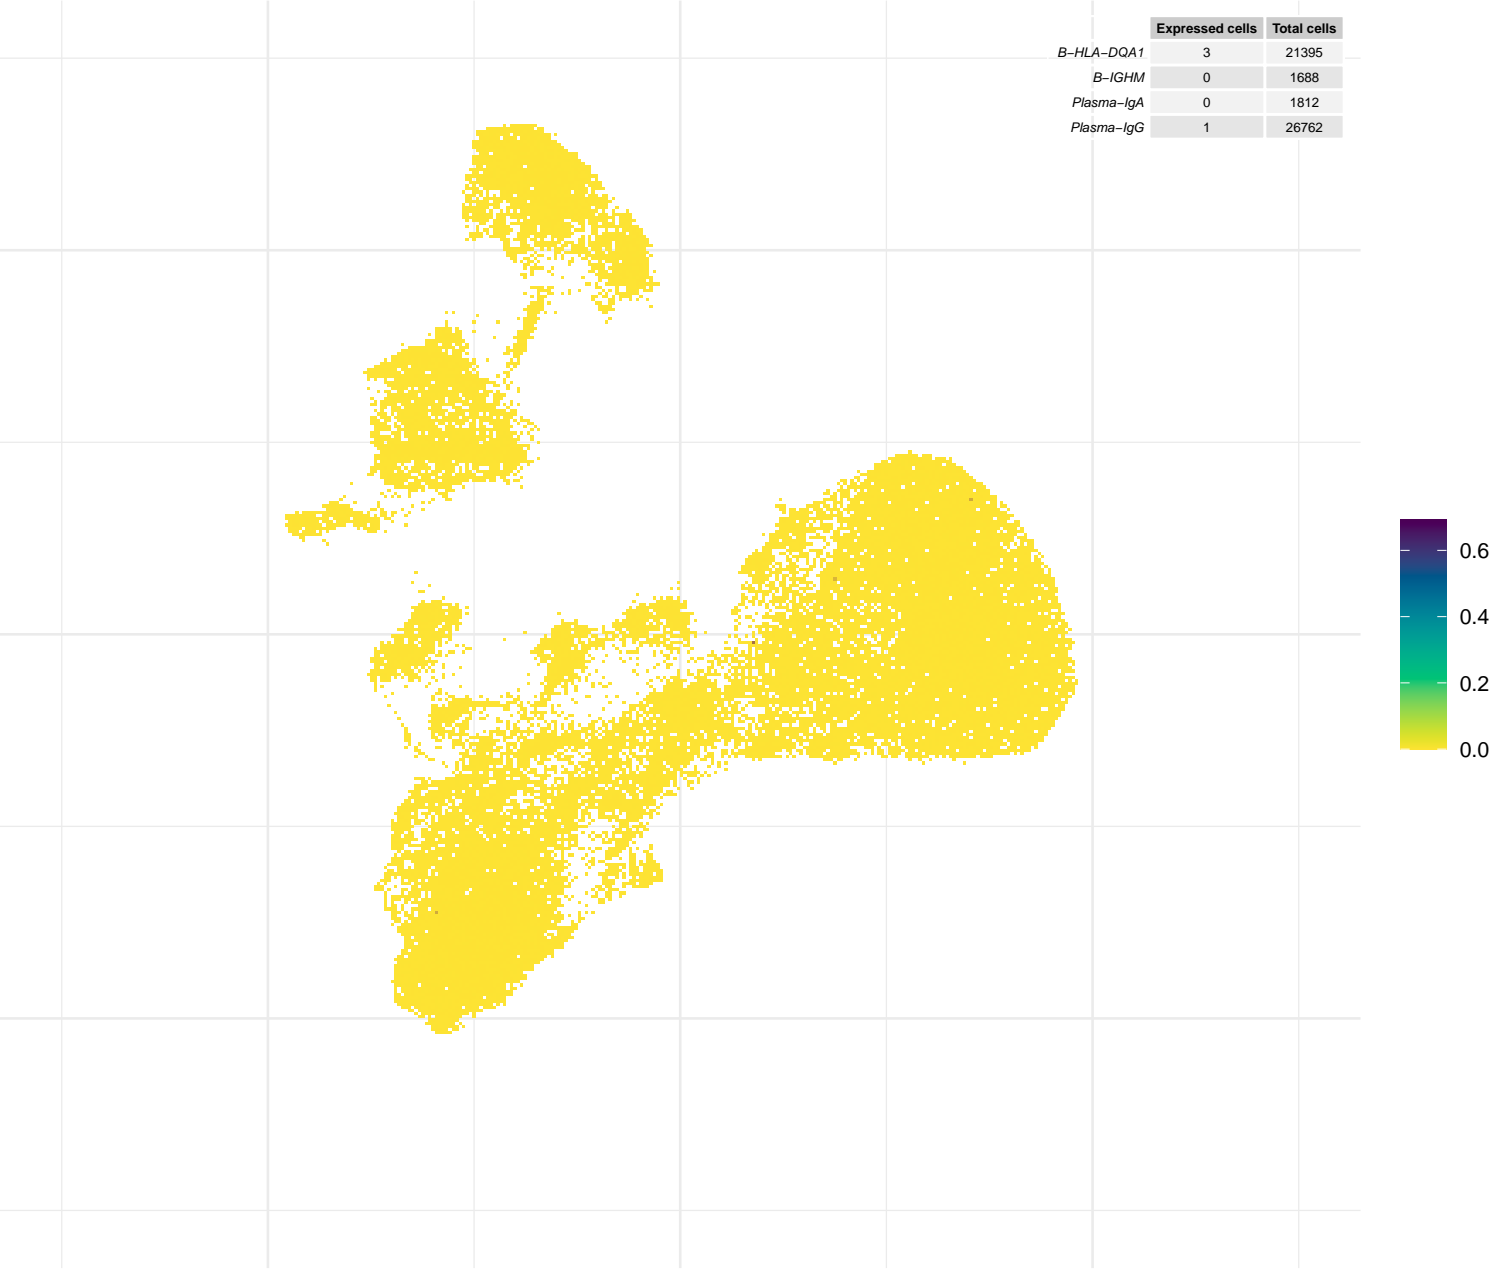 Expressed cells Total cells
B−HLA−DQA1 3 21395
B−IGHM 0 1688
Plasma−IgA 0 1812
Plasma−IgG 1 26762
0.6
0.4
0.2
0.0